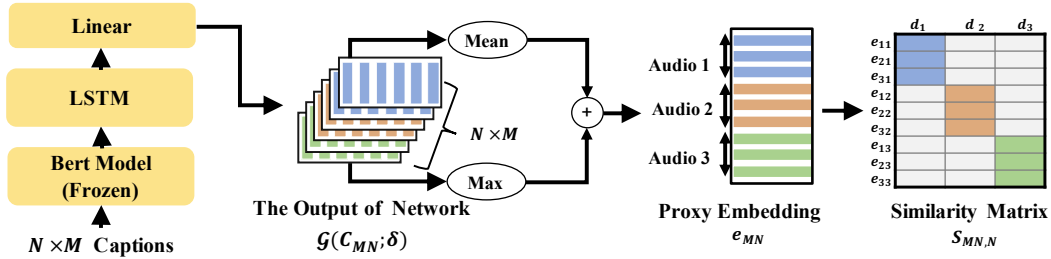 Linear
LSTM
Bert Model
(Frozen)
N × M Captions
Mean
N × M
Max
+
The Output of Network
𝒢(C_MN; δ)
Audio 1
Audio 2
Audio 3
Proxy Embedding
e_MN
d_1 d_2 d_3
e_11
e_21
e_31
e_12
e_22
e_32
e_13
e_23
e_33
Similarity Matrix
S_MN,N